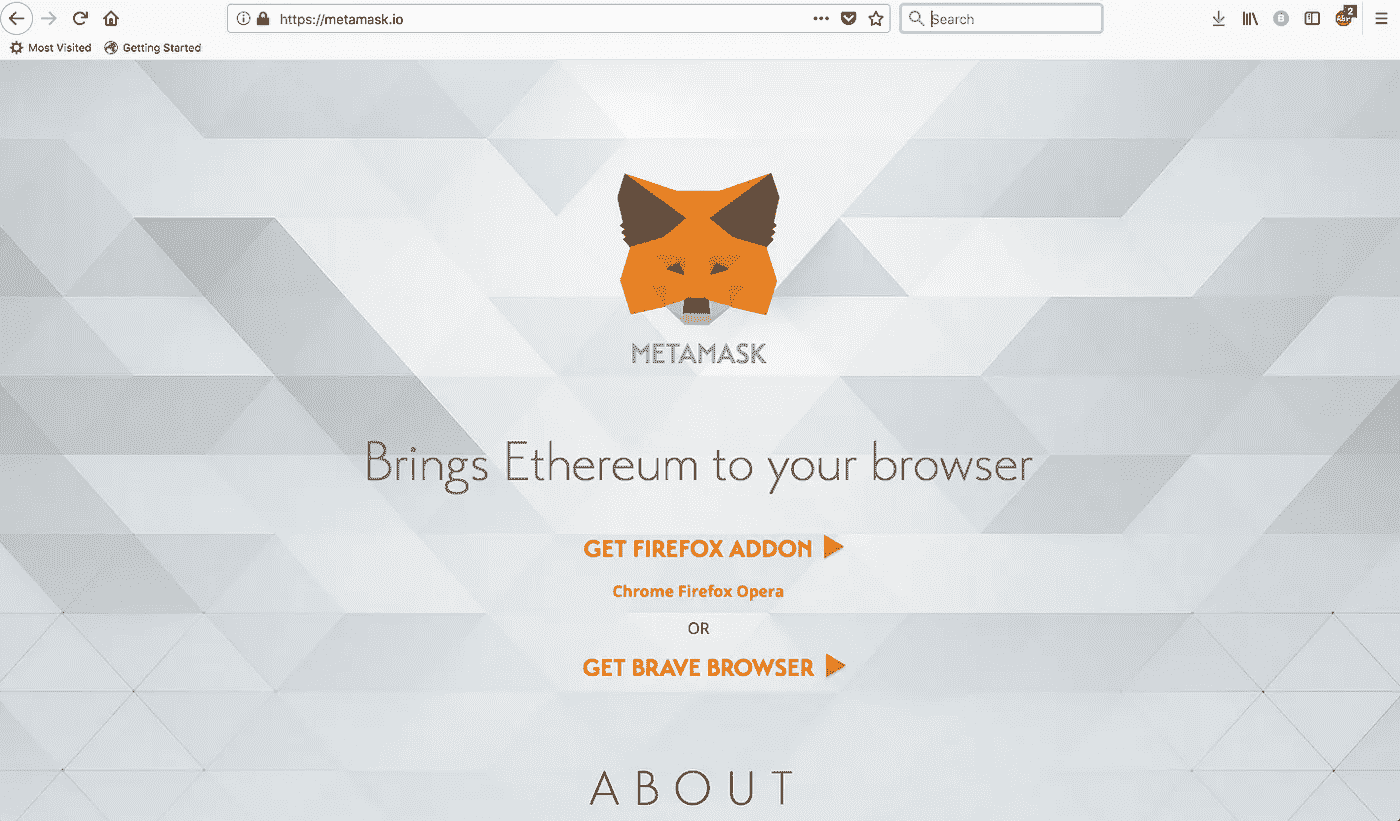 https://metamask.io
Search
2
Most Visited
Getting Started
METAMASK
Brings Ethereum to your browser
GET FIREFOX ADDON
Chrome Firefox Opera
OR
GET BRAVE BROWSER
ABOUT